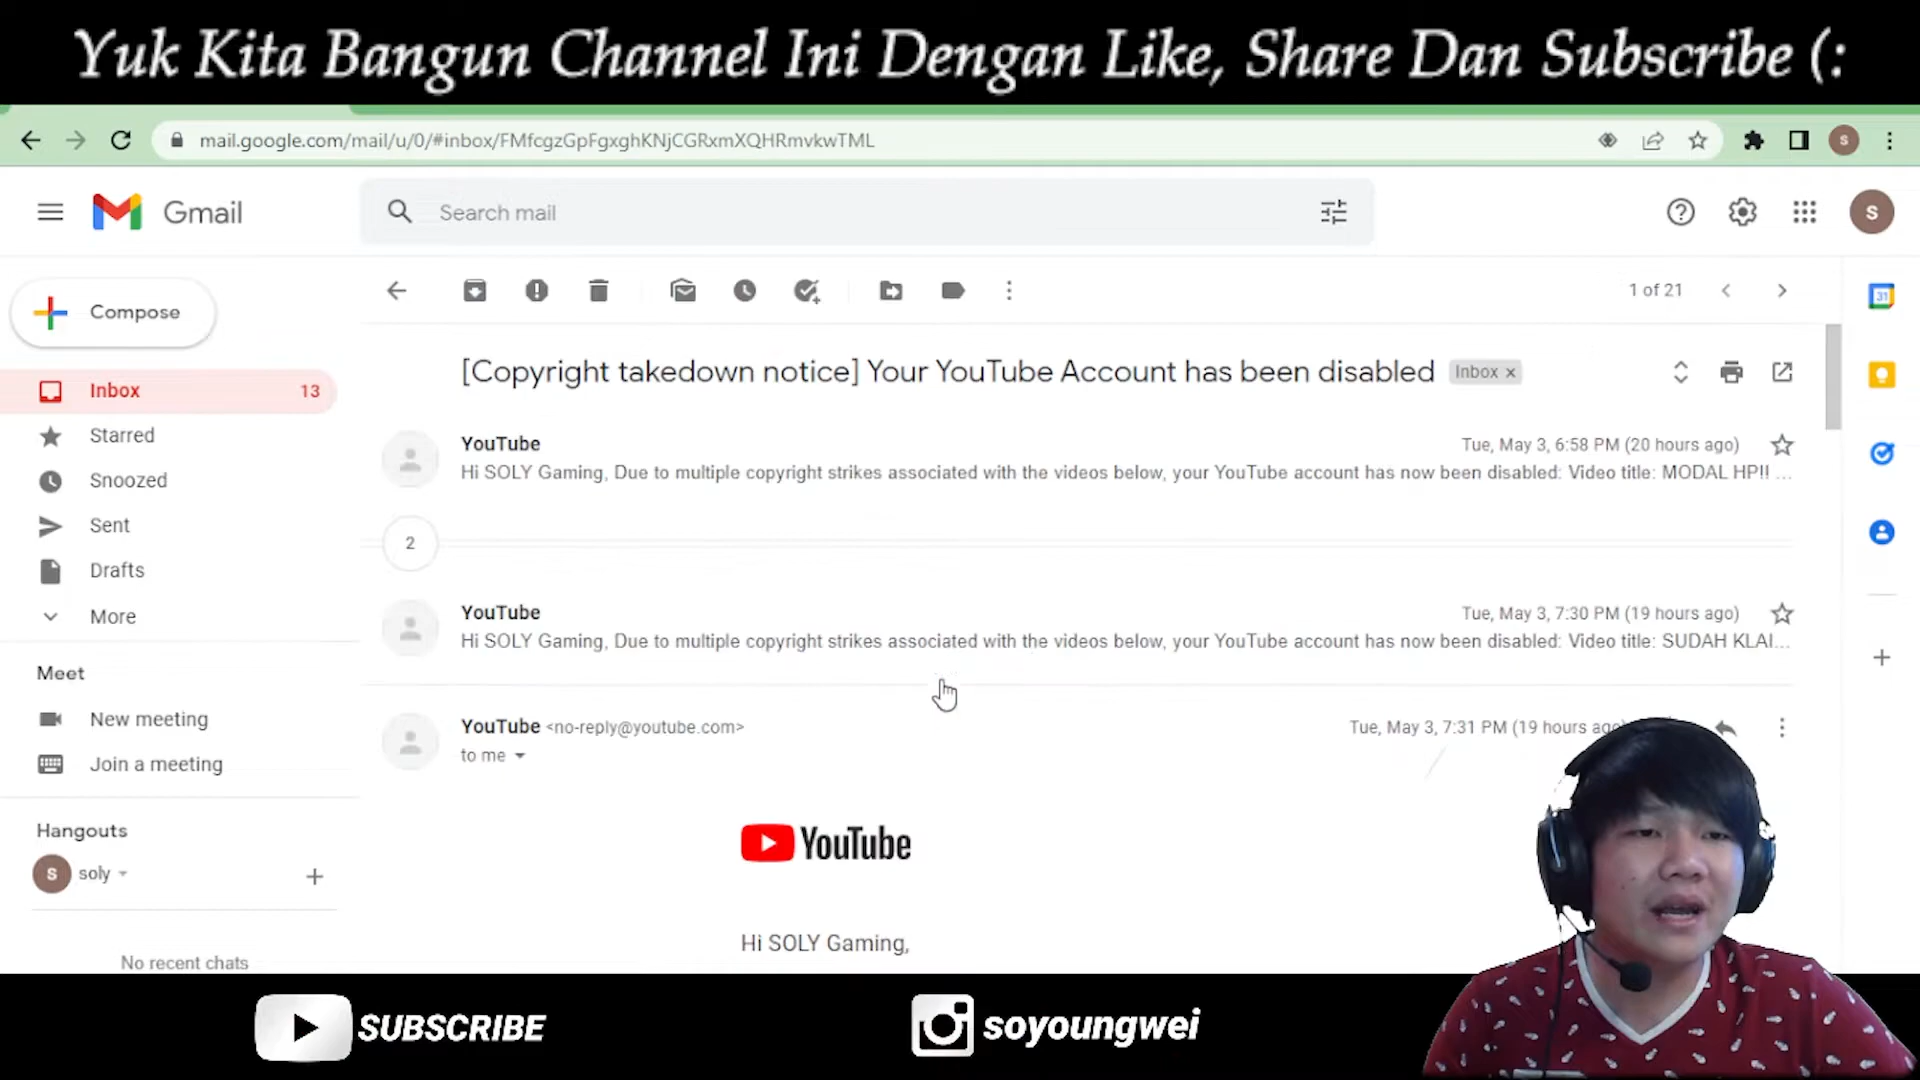 Yuk Kita Bangun Channel Ini Dengan Like, Share Dan Subscribe (:
mail.google.com/mail/u/0/#inbox/FMfcgzGpFgxghKNjCGRxmXQHRmvkwTML
S
Gmail
Search mail
S
Compose
1 of 21
31
[Copyright takedown notice] Your YouTube Account has been disabled
Inbox ×
Inbox 13
Starred
Snoozed
Sent
Drafts
More
YouTube
Tue, May 3, 6:58 PM (20 hours ago)
Hi SOLY Gaming, Due to multiple copyright strikes associated with the videos below, your YouTube account has now been disabled: Video title: MODAL HP!! ...
2
YouTube
Tue, May 3, 7:30 PM (19 hours ago)
Hi SOLY Gaming, Due to multiple copyright strikes associated with the videos below, your YouTube account has now been disabled: Video title: SUDAH KLAI...
YouTube <no-reply@youtube.com>
Tue, May 3, 7:31 PM (19 hours ago
to me
YouTube
Hi SOLY Gaming,
Meet
New meeting
Join a meeting
Hangouts
S soly
No recent chats
SUBSCRIBE
soyoungwei